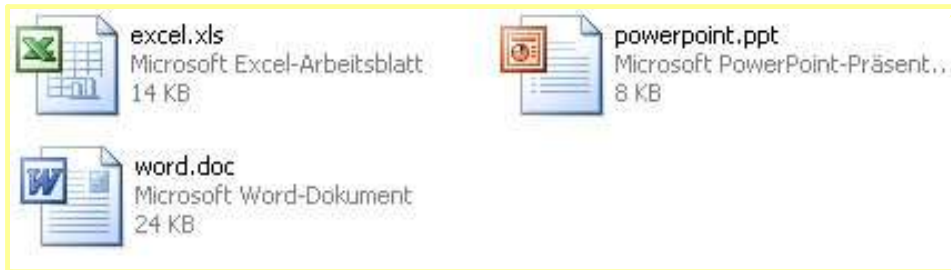 excel.xls
Microsoft Excel-Arbeitsblatt
14 KB
powerpoint.ppt
Microsoft PowerPoint-Präsent..
8 KB
word.doc
Microsoft Word-Dokument
24 KB